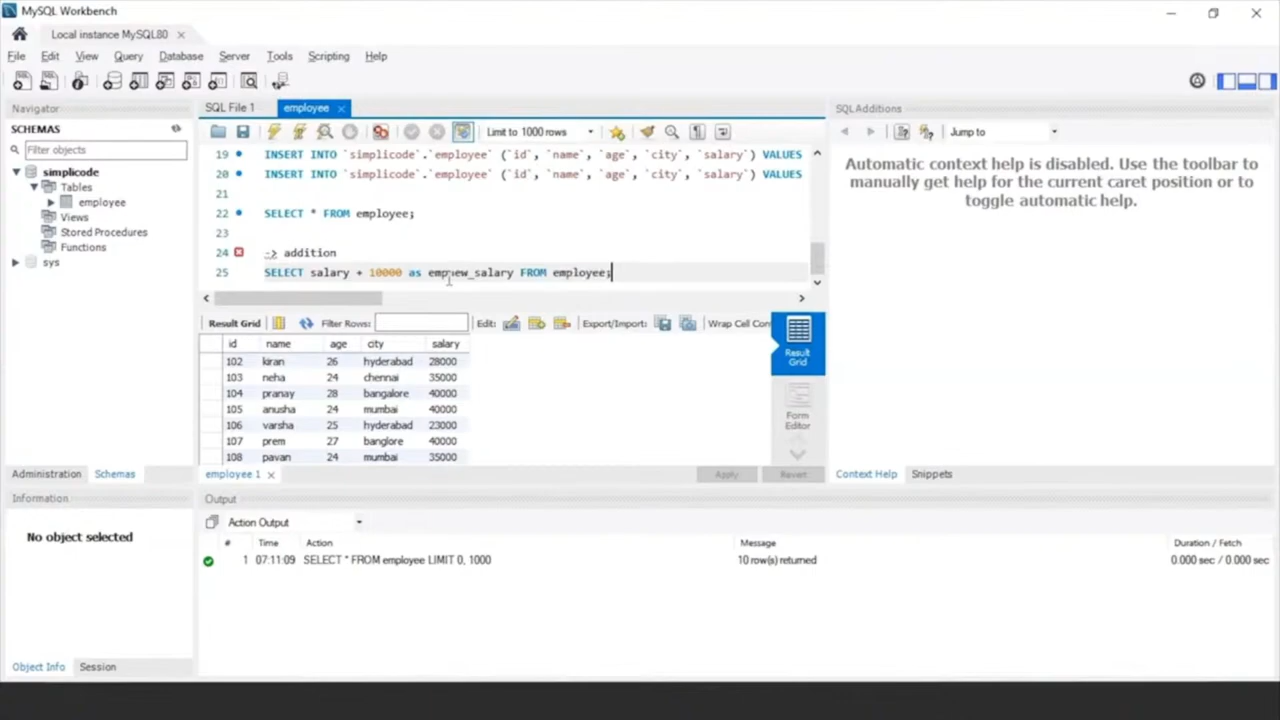 MySQL Workbench
Local instance MySQL80
File Edit View Query Database Server Tools Scripting Help
Navigator
SCHEMAS
Filter objects
simplicode
Tables
employee
Views
Stored Procedures
Functions
sys
Administration Schemas
Information
No object selected
Object Info Session
SQL File 1 employee
Limit to 1000 rows
19 INSERT INTO `simplicode`.`employee` (`id`, `name`, `age`, `city`, `salary`) VALUES
20 INSERT INTO `simplicode`.`employee` (`id`, `name`, `age`, `city`, `salary`) VALUES
21
22 SELECT * FROM employee;
23
24 -> addition
25 SELECT salary + 10000 as empnew_salary FROM employee;
Result Grid Filter Rows: Edit: Export/Import: Wrap Cell Con
id name age city salary
102 kiran 26 hyderabad 28000
103 neha 24 chennai 35000
104 pranay 28 bangalore 40000
105 anusha 24 mumbai 40000
106 varsha 25 hyderabad 23000
107 prem 27 banglore 40000
108 pavan 24 mumbai 35000
Result
Grid
Form
Editor
employee 1
Apply Revert
SQLAdditions
Jump to
Automatic context help is disabled. Use the toolbar to
manually get help for the current caret position or to
toggle automatic help.
Context Help Snippets
Output
Action Output
# Time Action Message Duration / Fetch
1 07:11:09 SELECT * FROM employee LIMIT 0, 1000 10 row(s) returned 0.000 sec / 0.000 sec